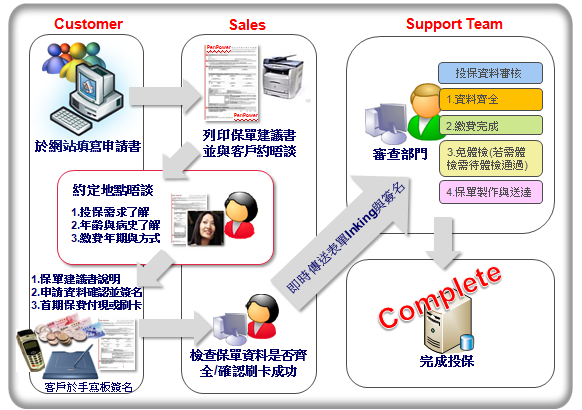 Customer
Sales
Support Team
於網站填寫申請書
PenPower
PenPower
列印保單建議書
並與客戶約晤談
約定地點晤談
1.投保需求了解
2.年齡與病史了解
3.繳費年期與方式
1.保單建議書說明
2.申請資料確認並簽名
3.首期保費付現或刷卡
客戶於手寫板簽名
檢查保單資料是否齊
全/確認刷卡成功
即時傳送表單Inking與簽名
審查部門
投保資料審核
1.資料齊全
2.繳費完成
3.免體檢(若需體
檢需待體檢通過)
4.保單製作與送達
Complete
完成投保